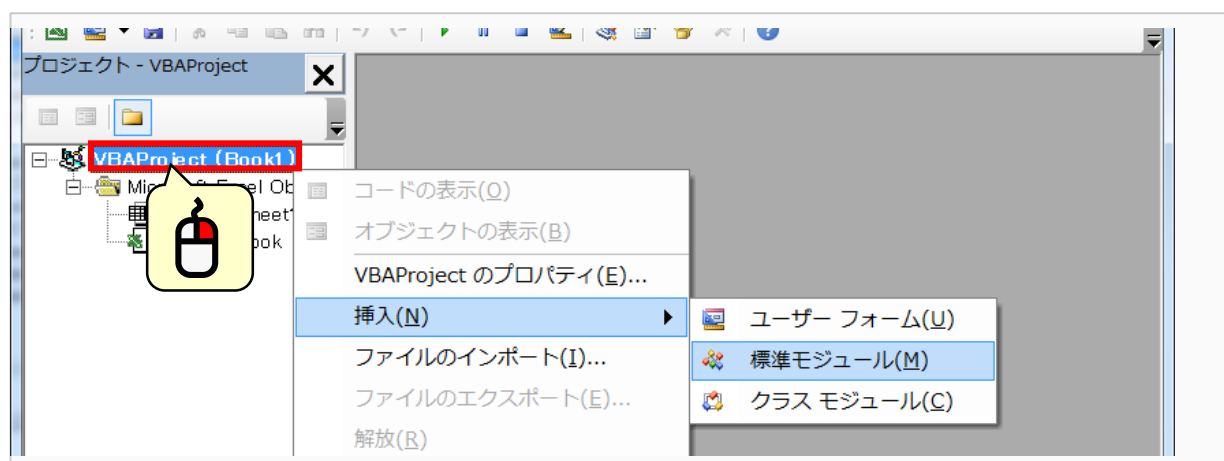 プロジェクト - VBAProject
VBAProject (Book1)
コードの表示(O)
オブジェクトの表示(B)
VBAProject のプロパティ(E)...
挿入(N)
ユーザー フォーム(U)
標準モジュール(M)
クラス モジュール(C)
ファイルのインポート(I)...
ファイルのエクスポート(E)...
解放(R)